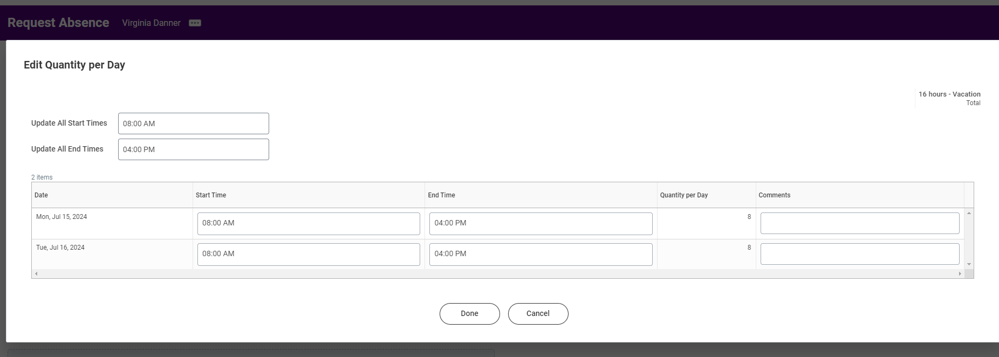 Request Absence Virginia Danner
Edit Quantity per Day
16 hours - Vacation
Total
Update All Start Times 08:00 AM
Update All End Times 04:00 PM
2 items
Date Start Time End Time Quantity per Day Comments
Mon, Jul 15, 2024 08:00 AM 04:00 PM 8
Tue, Jul 16, 2024 08:00 AM 04:00 PM 8
Done Cancel